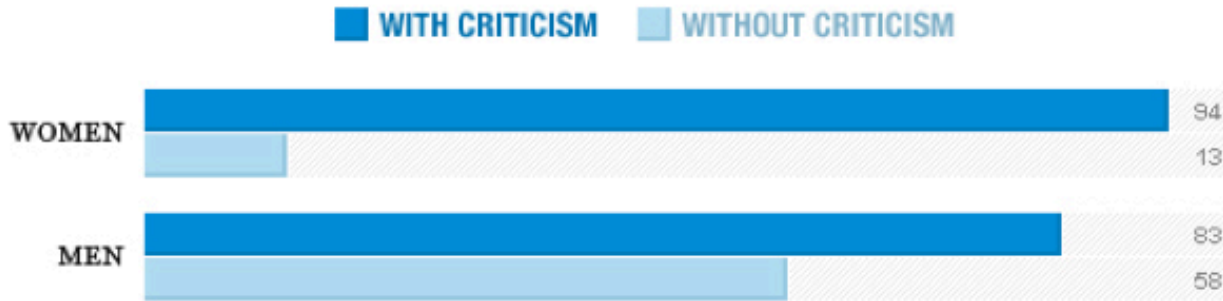 WITH CRITICISM WITHOUT CRITICISM
WOMEN
94
13
MEN
83
58